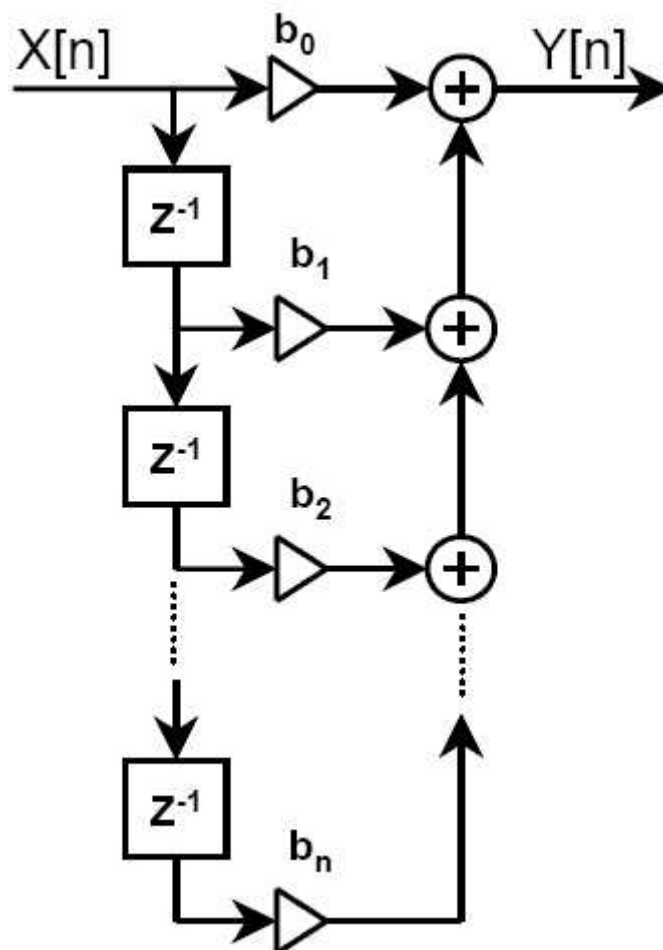 X[n]
b₀
+
Y[n]
Z⁻¹
b₁
+
Z⁻¹
b₂
+
Z⁻¹
bₙ